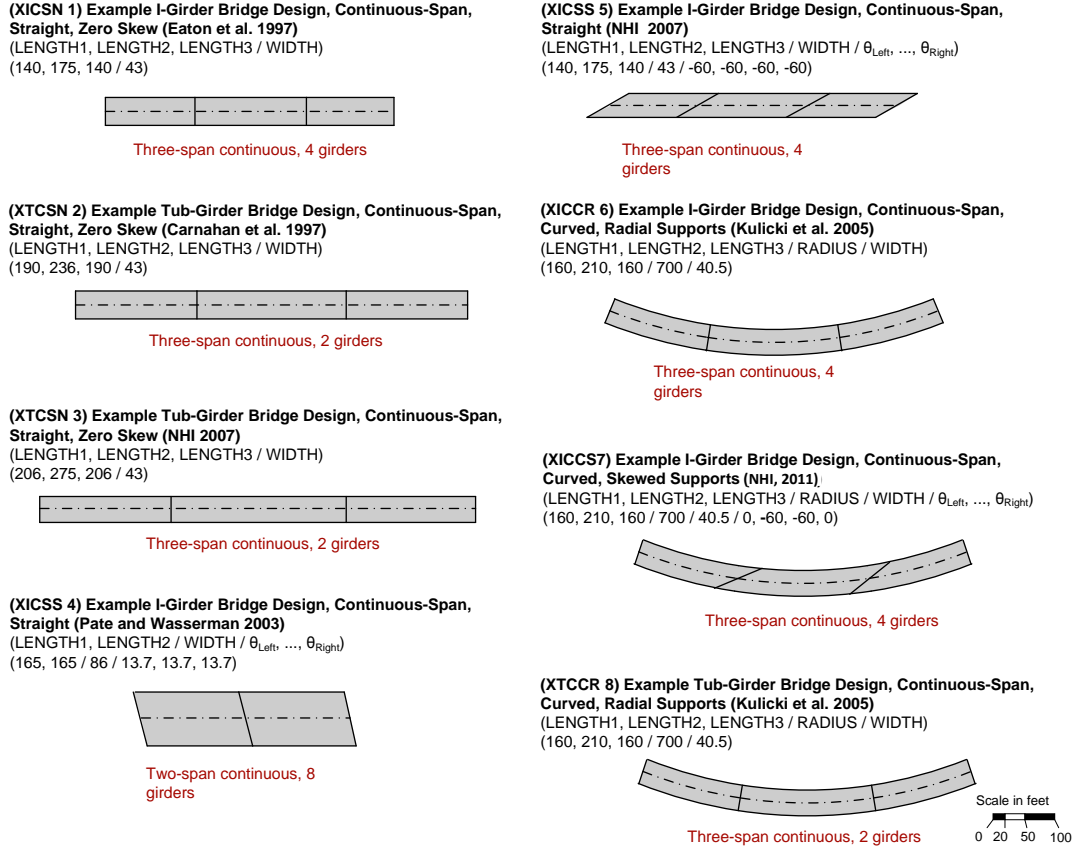 (XICSN 1) Example I-Girder Bridge Design, Continuous-Span,
Straight, Zero Skew (Eaton et al. 1997)
(LENGTH1, LENGTH2, LENGTH3 / WIDTH)
(140, 175, 140 / 43)
Three-span continuous, 4 girders
(XTCSN 2) Example Tub-Girder Bridge Design, Continuous-Span,
Straight, Zero Skew (Carnahan et al. 1997)
(LENGTH1, LENGTH2, LENGTH3 / WIDTH)
(190, 236, 190 / 43)
Three-span continuous, 2 girders
(XTCSN 3) Example Tub-Girder Bridge Design, Continuous-Span,
Straight, Zero Skew (NHI 2007)
(LENGTH1, LENGTH2, LENGTH3 / WIDTH)
(206, 275, 206 / 43)
Three-span continuous, 2 girders
(XICSS 4) Example I-Girder Bridge Design, Continuous-Span,
Straight (Pate and Wasserman 2003)
(LENGTH1, LENGTH2 / WIDTH / θLeft, ..., θRight)
(165, 165 / 86 / 13.7, 13.7, 13.7)
Two-span continuous, 8
girders
(XICSS 5) Example I-Girder Bridge Design, Continuous-Span,
Straight (NHI 2007)
(LENGTH1, LENGTH2, LENGTH3 / WIDTH / θLeft, ..., θRight)
(140, 175, 140 / 43 / -60, -60, -60, -60)
Three-span continuous, 4
girders
(XICCR 6) Example I-Girder Bridge Design, Continuous-Span,
Curved, Radial Supports (Kulicki et al. 2005)
(LENGTH1, LENGTH2, LENGTH3 / RADIUS / WIDTH)
(160, 210, 160 / 700 / 40.5)
Three-span continuous, 4
girders
(XICCS7) Example I-Girder Bridge Design, Continuous-Span,
Curved, Skewed Supports (NHI, 2011)
(LENGTH1, LENGTH2, LENGTH3 / RADIUS / WIDTH / θLeft, ..., θRight)
(160, 210, 160 / 700 / 40.5 / 0, -60, -60, 0)
Three-span continuous, 4 girders
(XTCCR 8) Example Tub-Girder Bridge Design, Continuous-Span,
Curved, Radial Supports (Kulicki et al. 2005)
(LENGTH1, LENGTH2, LENGTH3 / RADIUS / WIDTH)
(160, 210, 160 / 700 / 40.5)
Three-span continuous, 2 girders
Scale in feet
0 20 50 100